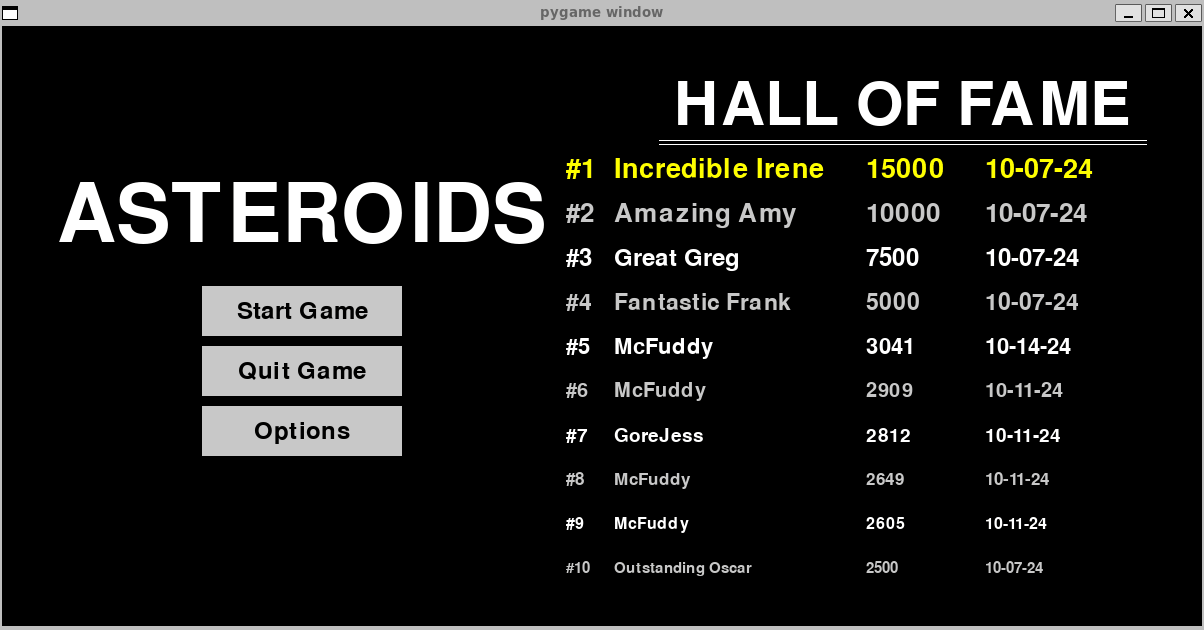 pygame window
HALL OF FAME
#1 Incredible Irene 15000 10-07-24
#2 Amazing Amy 10000 10-07-24
#3 Great Greg 7500 10-07-24
#4 Fantastic Frank 5000 10-07-24
#5 McFuddy 3041 10-14-24
#6 McFuddy 2909 10-11-24
#7 GoreJess 2812 10-11-24
#8 McFuddy 2649 10-11-24
#9 McFuddy 2605 10-11-24
#10 Outstanding Oscar 2500 10-07-24
ASTEROIDS
Start Game
Quit Game
Options